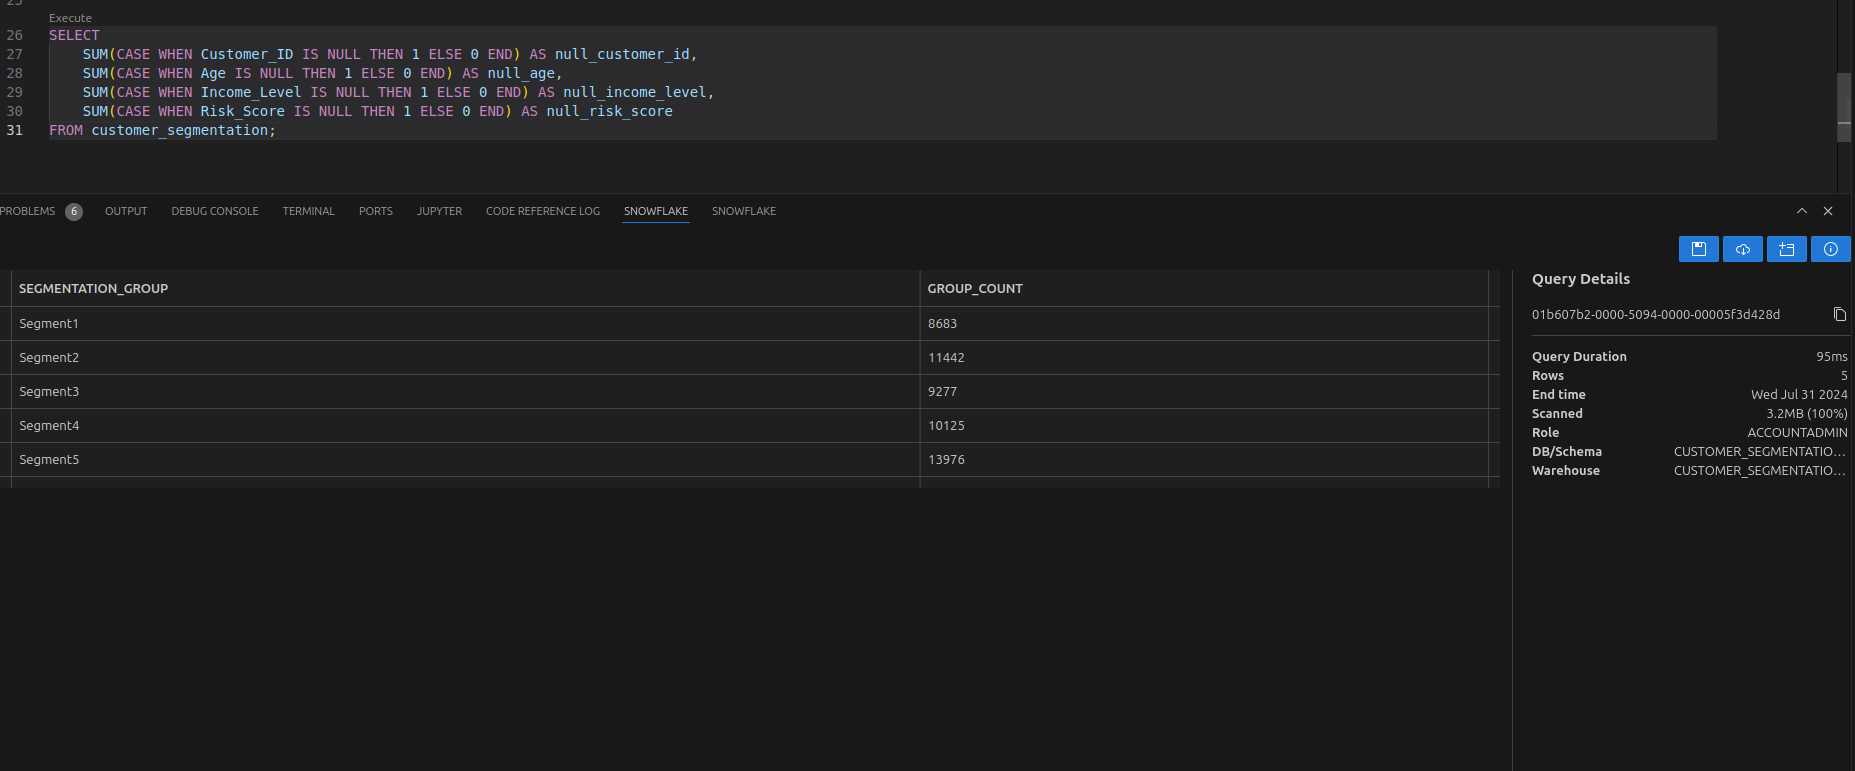 25
Execute
26 SELECT
27 SUM(CASE WHEN Customer_ID IS NULL THEN 1 ELSE 0 END) AS null_customer_id,
28 SUM(CASE WHEN Age IS NULL THEN 1 ELSE 0 END) AS null_age,
29 SUM(CASE WHEN Income_Level IS NULL THEN 1 ELSE 0 END) AS null_income_level,
30 SUM(CASE WHEN Risk_Score IS NULL THEN 1 ELSE 0 END) AS null_risk_score
31 FROM customer_segmentation;
PROBLEMS 6 OUTPUT DEBUG CONSOLE TERMINAL PORTS JUPYTER CODE REFERENCE LOG SNOWFLAKE SNOWFLAKE
SEGMENTATION_GROUP GROUP_COUNT
Segment1 8683
Segment2 11442
Segment3 9277
Segment4 10125
Segment5 13976
Query Details
01b607b2-0000-5094-0000-00005f3d428d
Query Duration 95ms
Rows 5
End time Wed Jul 31 2024
Scanned 3.2MB (100%)
Role ACCOUNTADMIN
DB/Schema CUSTOMER_SEGMENTATIO...
Warehouse CUSTOMER_SEGMENTATIO...